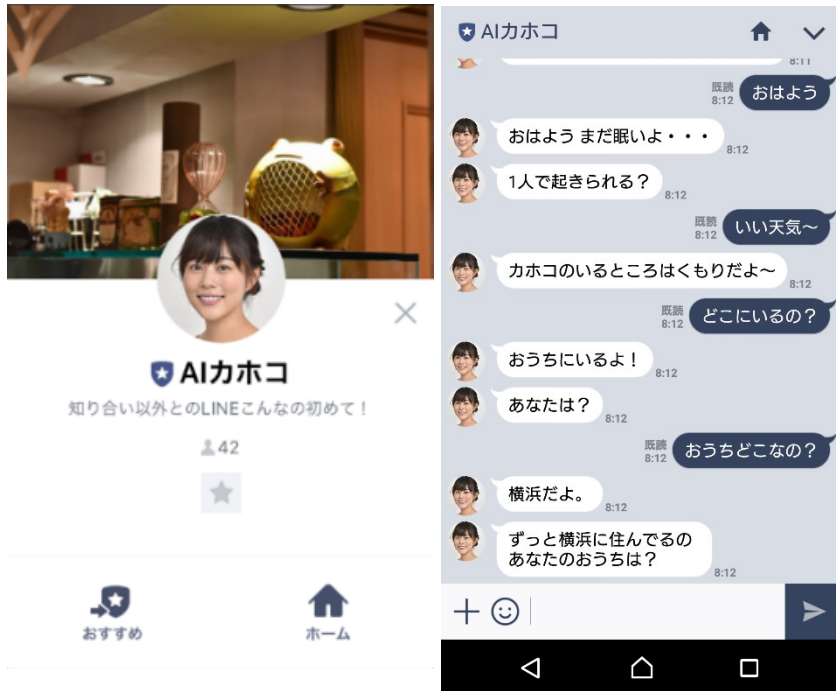 AIカホコ
知り合い以外とのLINEこんなの初めて！
42
おすすめ
ホーム
AIカホコ
8:11
既読
8:12
おはよう
おはよう まだ眠いよ・・・
8:12
1人で起きられる？
8:12
既読
8:12
いい天気〜
カホコのいるところはくもりだよ〜
8:12
既読
8:12
どこにいるの？
おうちにいるよ！
8:12
あなたは？
8:12
既読
8:12
おうちどこなの？
横浜だよ。
8:12
ずっと横浜に住んでるの
あなたのおうちは？
8:12